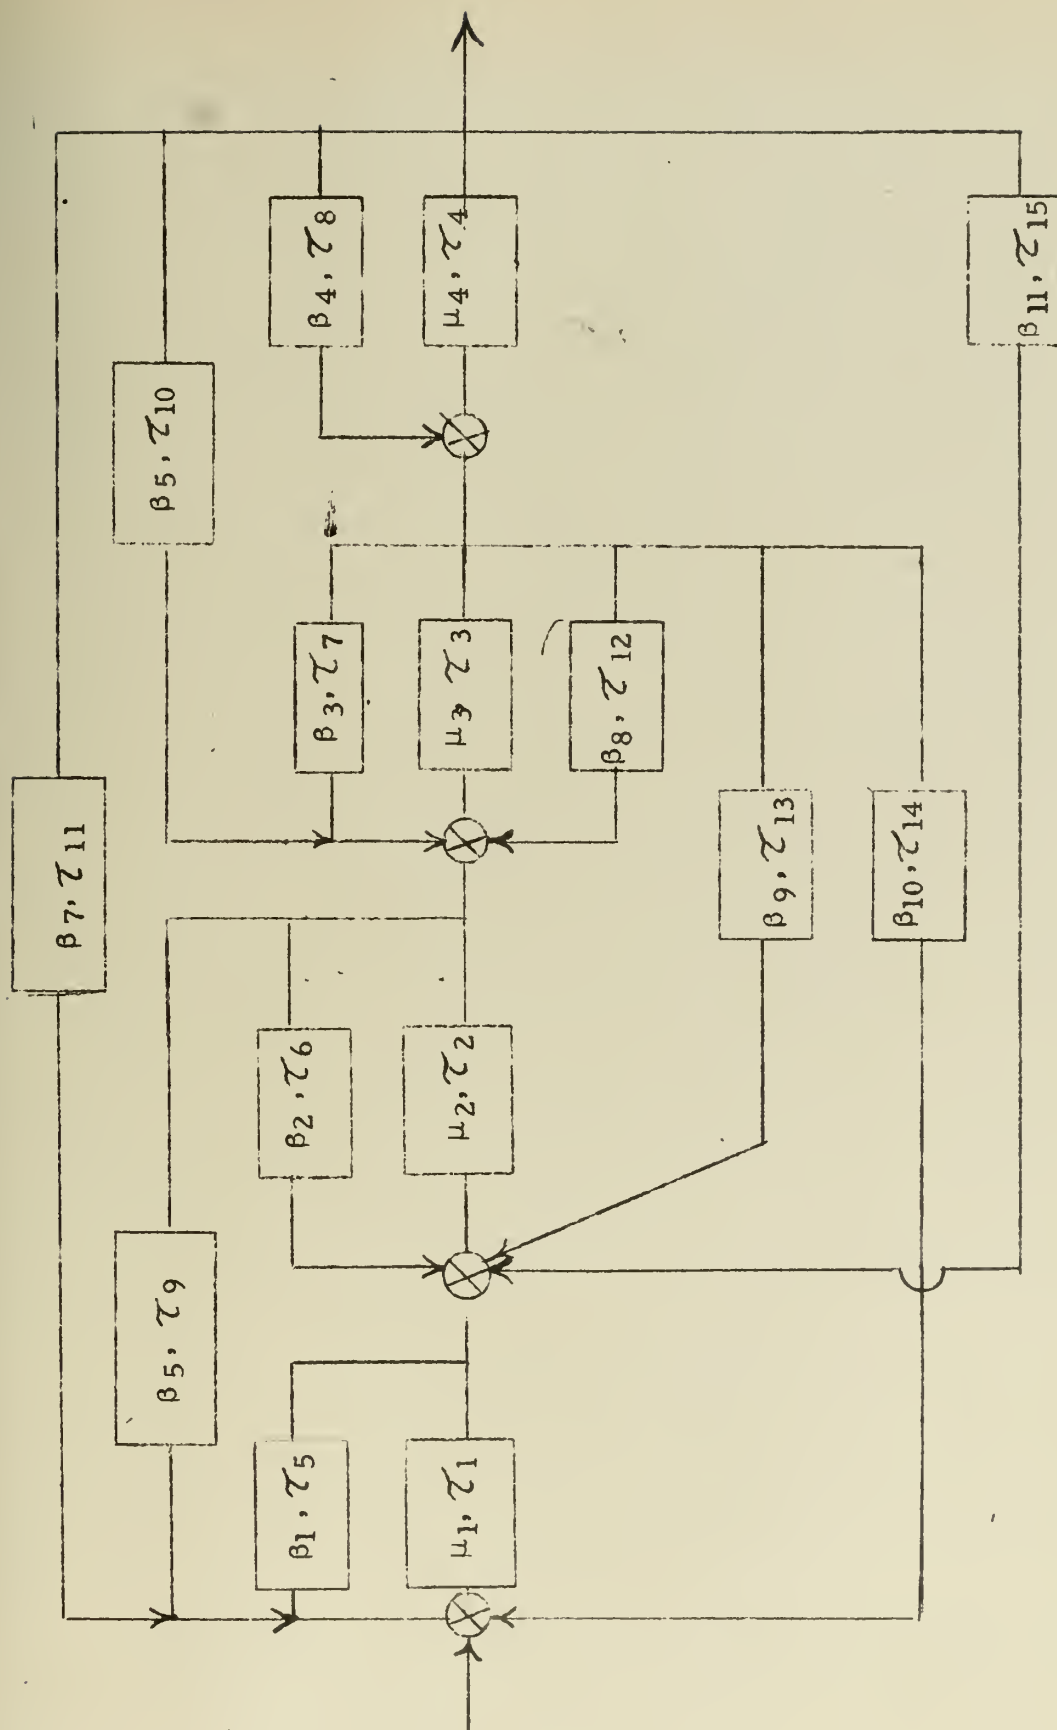 β7, τ11
β5, τ9
β5, τ10
β1, τ5
β2, τ6
β3, τ7
β4, τ8
μ1, τ1
μ2, τ2
μ3, τ3
μ4, τ4
β8, τ12
β9, τ13
β10, τ14
β11, τ15